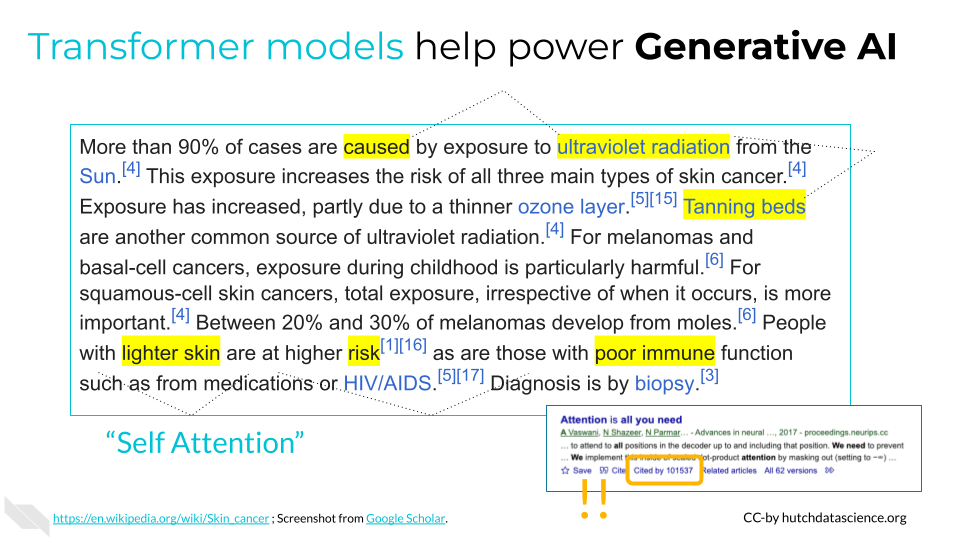 Transformer models help power Generative AI
More than 90% of cases are caused by exposure to ultraviolet radiation from the
Sun.[4] This exposure increases the risk of all three main types of skin cancer.[4]
Exposure has increased, partly due to a thinner ozone layer.[5][15] Tanning beds
are another common source of ultraviolet radiation.[4] For melanomas and
basal-cell cancers, exposure during childhood is particularly harmful.[6] For
squamous-cell skin cancers, total exposure, irrespective of when it occurs, is more
important.[4] Between 20% and 30% of melanomas develop from moles.[6] People
with lighter skin are at higher risk[1][16] as are those with poor immune function
such as from medications or HIV/AIDS.[5][17] Diagnosis is by biopsy.[3]
“Self Attention”
Attention is all you need
A Vaswani, N Shazeer, N Parmar… - Advances in neural …, 2017 - proceedings.neurips.cc
… to attend to all positions in the decoder up to and including that position. We need to prevent
… We implement this inside of scaled dot-product attention by masking out (setting to −∞) …
Save Cite Cited by 101537 Related articles All 62 versions
!!
https://en.wikipedia.org/wiki/Skin_cancer ; Screenshot from Google Scholar.
CC-by hutchdatascience.org